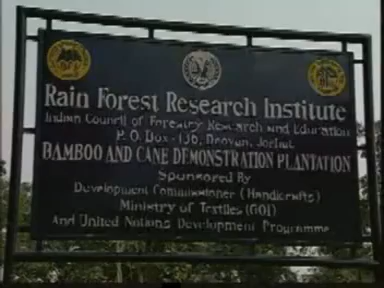 Rain Forest Research Institute
Indian Council of Forestry Research and Education
P. O. Box-136, Deovan, Jorhat
BAMBOO AND CANE DEMONSTRATION PLANTATION
Sponsored By
Development Commissioner (Handicrafts)
Ministry of Textiles (GOI)
And United Nations Development Programme